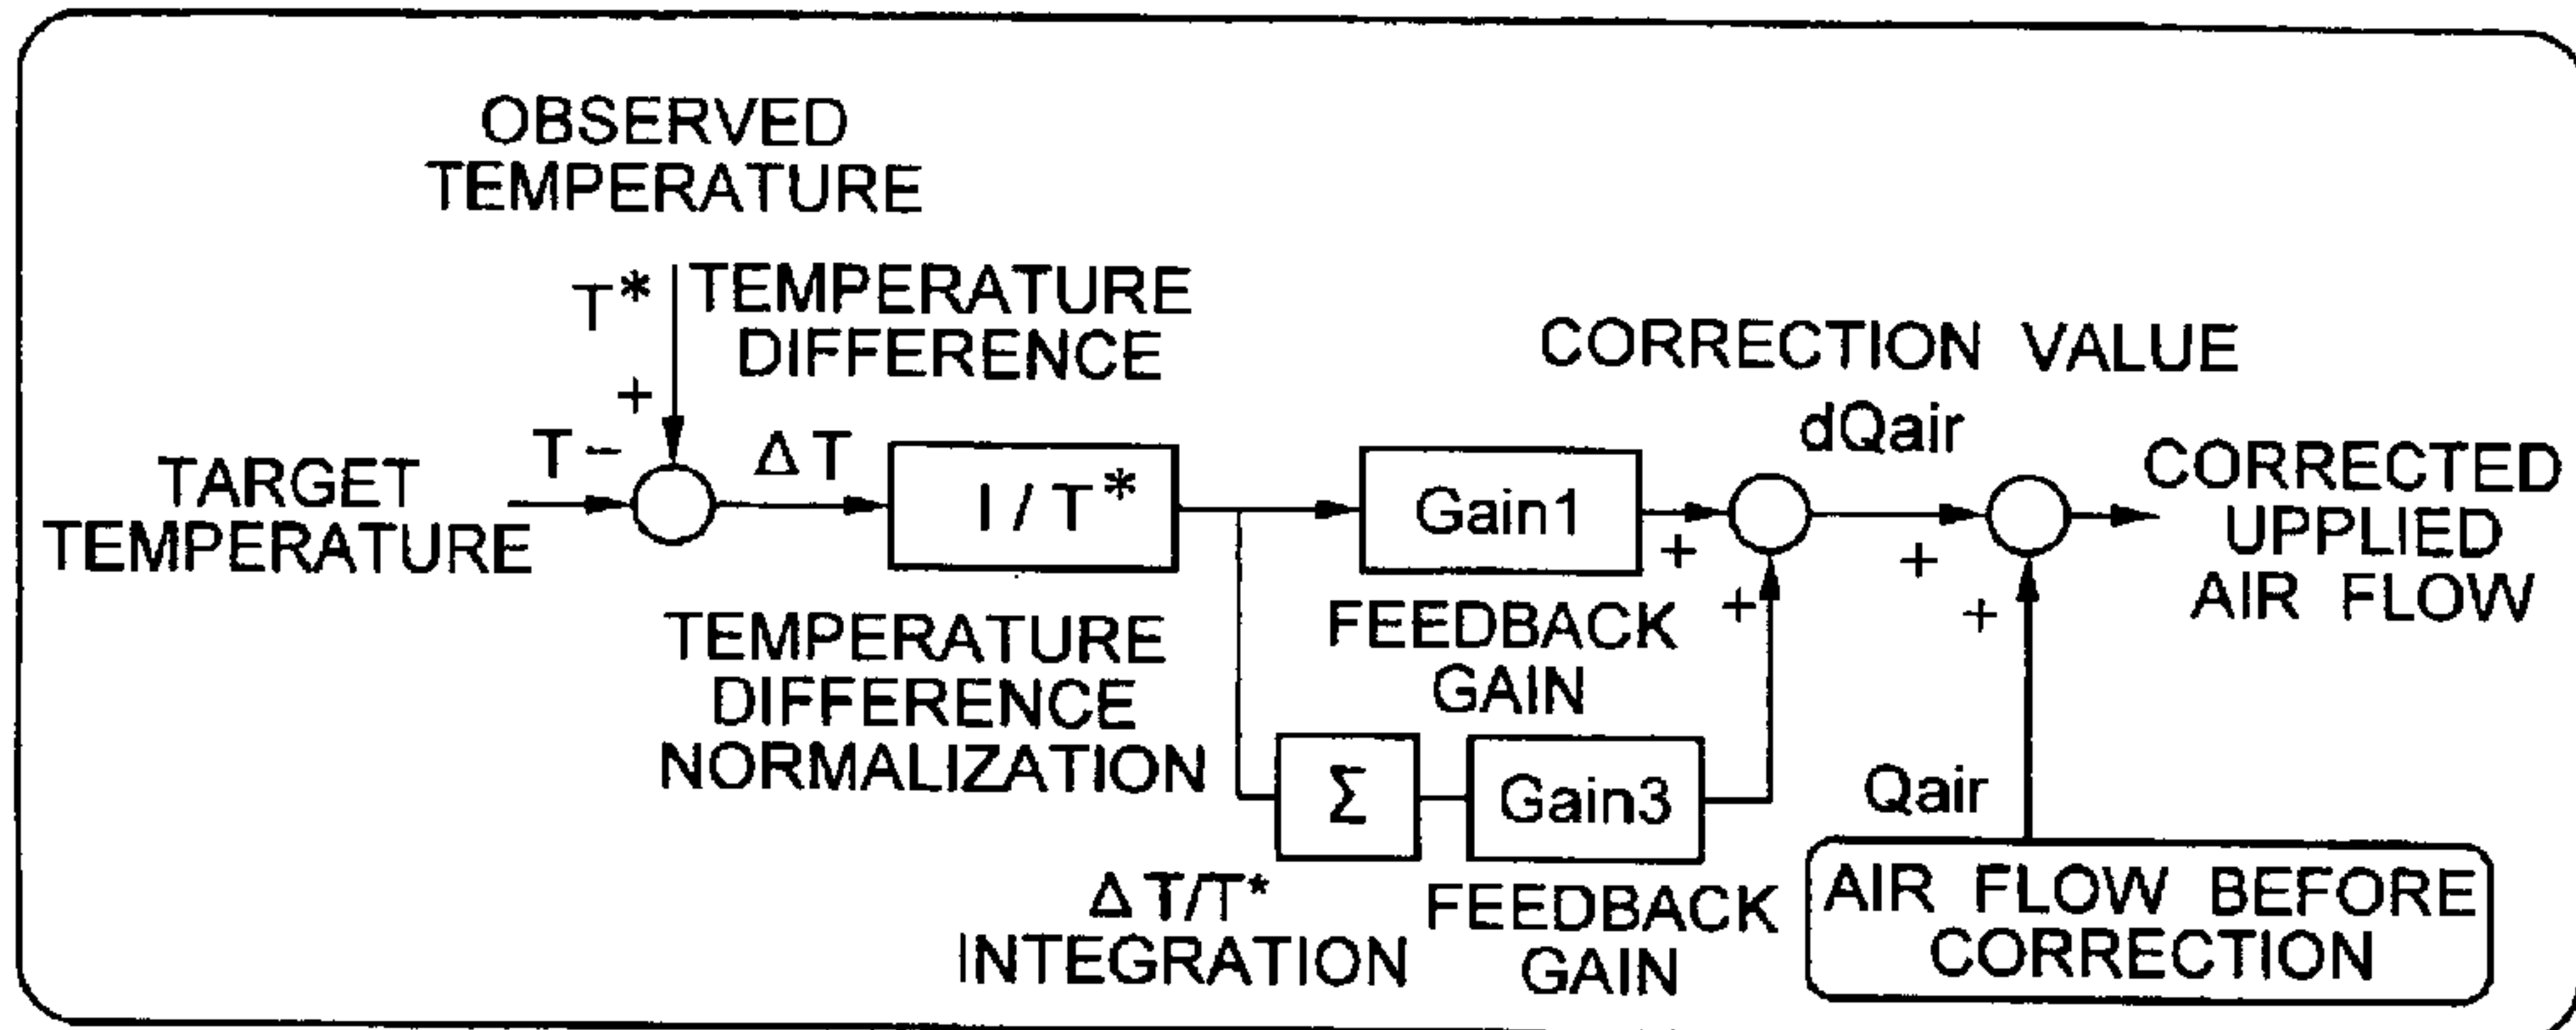 OBSERVED
TEMPERATURE
T*
TEMPERATURE
DIFFERENCE
+
TARGET
TEMPERATURE
T -
ΔT
I / T*
TEMPERATURE
DIFFERENCE
NORMALIZATION
Gain1
FEEDBACK
GAIN
Σ
ΔT/T*
INTEGRATION
Gain3
FEEDBACK
GAIN
+
+
CORRECTION VALUE
dQair
+
+
Qair
AIR FLOW BEFORE
CORRECTION
CORRECTED
UPPLIED
AIR FLOW